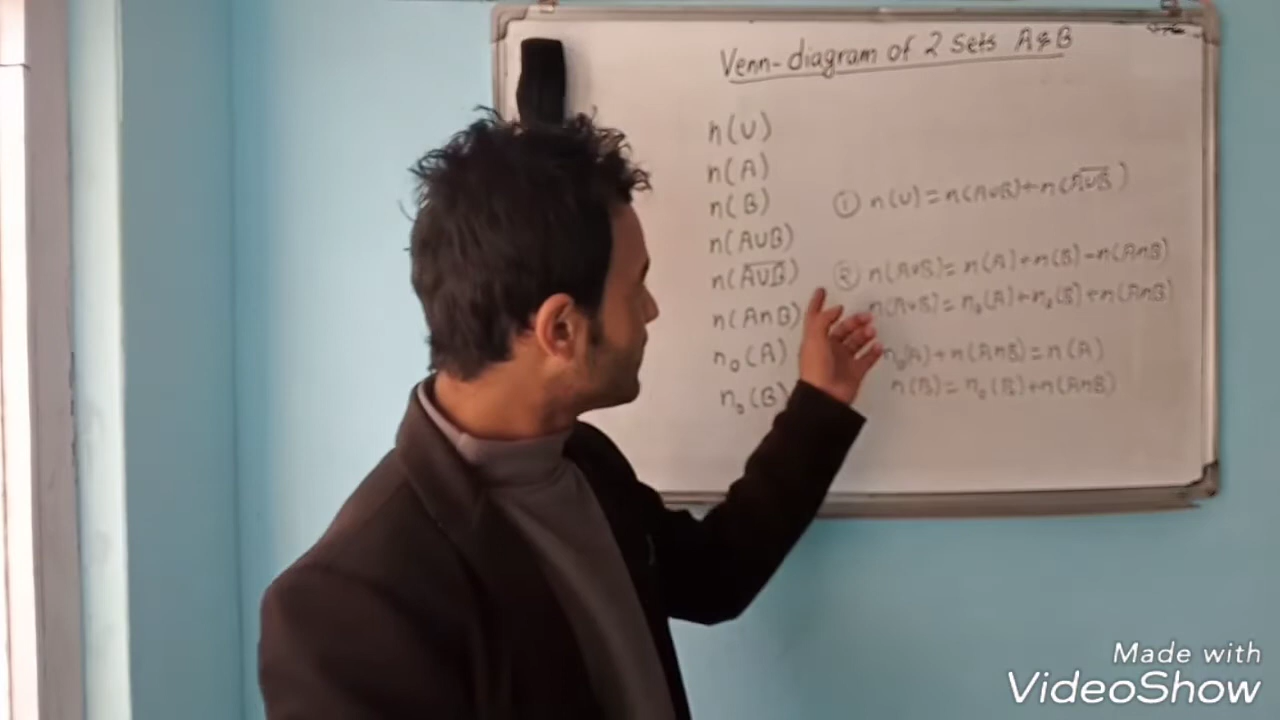 Venn-diagram of 2 sets A & B
n(U)
n(A)
n(B)
n(A∪B)
n(A̅∪̅B̅)
n(A∩B)
n₀(A)
n₀(B)
① n(U) = n(A∪B) + n(A̅∪̅B̅)
② n(A∪B) = n(A) + n(B) - n(A∩B)
n(A∪B) = n₀(A) + n₀(B) + n(A∩B)
n₀(A) + n(A∩B) = n(A)
n(B) = n₀(B) + n(A∩B)
Made with
VideoShow